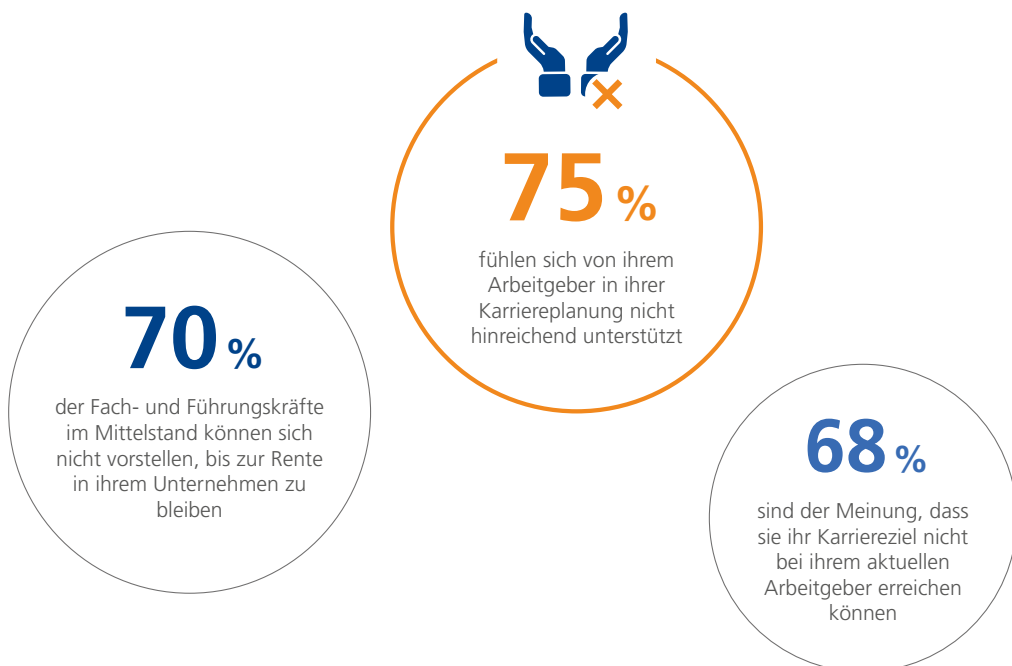 75 %
fühlen sich von ihrem
Arbeitgeber in ihrer
Karriereplanung nicht
hinreichend unterstützt
70 %
der Fach- und Führungskräfte
im Mittelstand können sich
nicht vorstellen, bis zur Rente
in ihrem Unternehmen zu
bleiben
68 %
sind der Meinung, dass
sie ihr Karriereziel nicht
bei ihrem aktuellen
Arbeitgeber erreichen
können